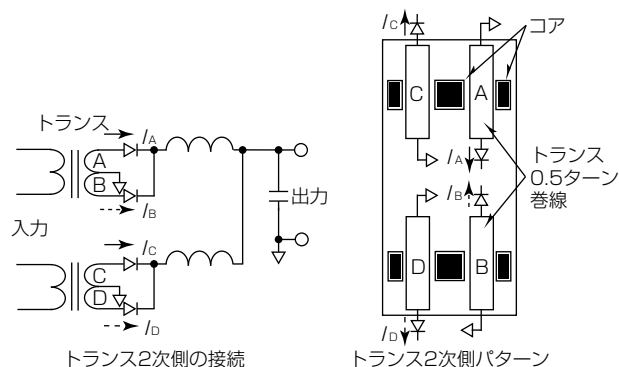 トランス
IA
A
B
IB
入力
IC
C
D
ID
出力
トランス2次側の接続
IC
コア
C
A
IA
トランス
0.5ターン
巻線
IB
D
B
ID
トランス2次側パターン